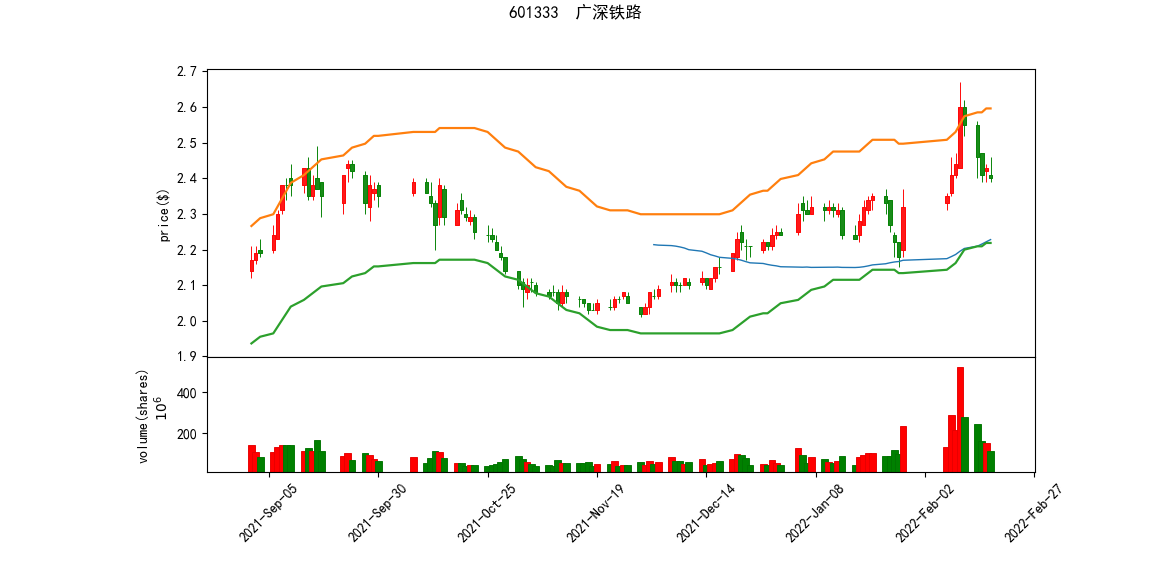 601333 广深铁路
2.7
2.6
2.5
2.4
2.3
2.2
2.1
2.0
1.9
price($)
400
200
volume(shares)
10^6
2021-Sep-05
2021-Sep-30
2021-Oct-25
2021-Nov-19
2021-Dec-14
2022-Jan-08
2022-Feb-02
2022-Feb-27